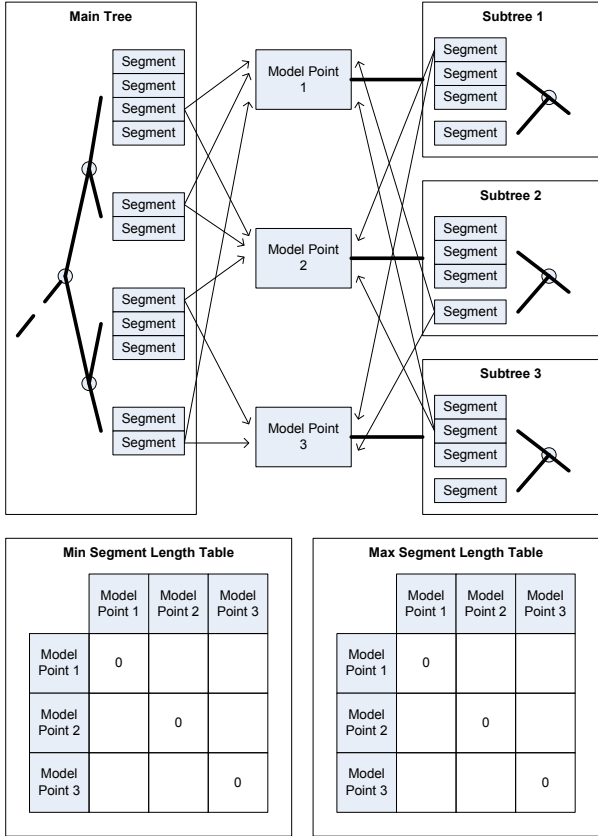 Main Tree
Segment
Segment
Segment
Segment
Segment
Segment
Segment
Segment
Segment
Segment
Segment
Model Point
1
Model Point
2
Model Point
3
Subtree 1
Segment
Segment
Segment
Segment
Subtree 2
Segment
Segment
Segment
Segment
Subtree 3
Segment
Segment
Segment
Segment
Min Segment Length Table
Model
Point 1
Model
Point 2
Model
Point 3
Model
Point 1
0
Model
Point 2
0
Model
Point 3
0
Max Segment Length Table
Model
Point 1
Model
Point 2
Model
Point 3
Model
Point 1
0
Model
Point 2
0
Model
Point 3
0